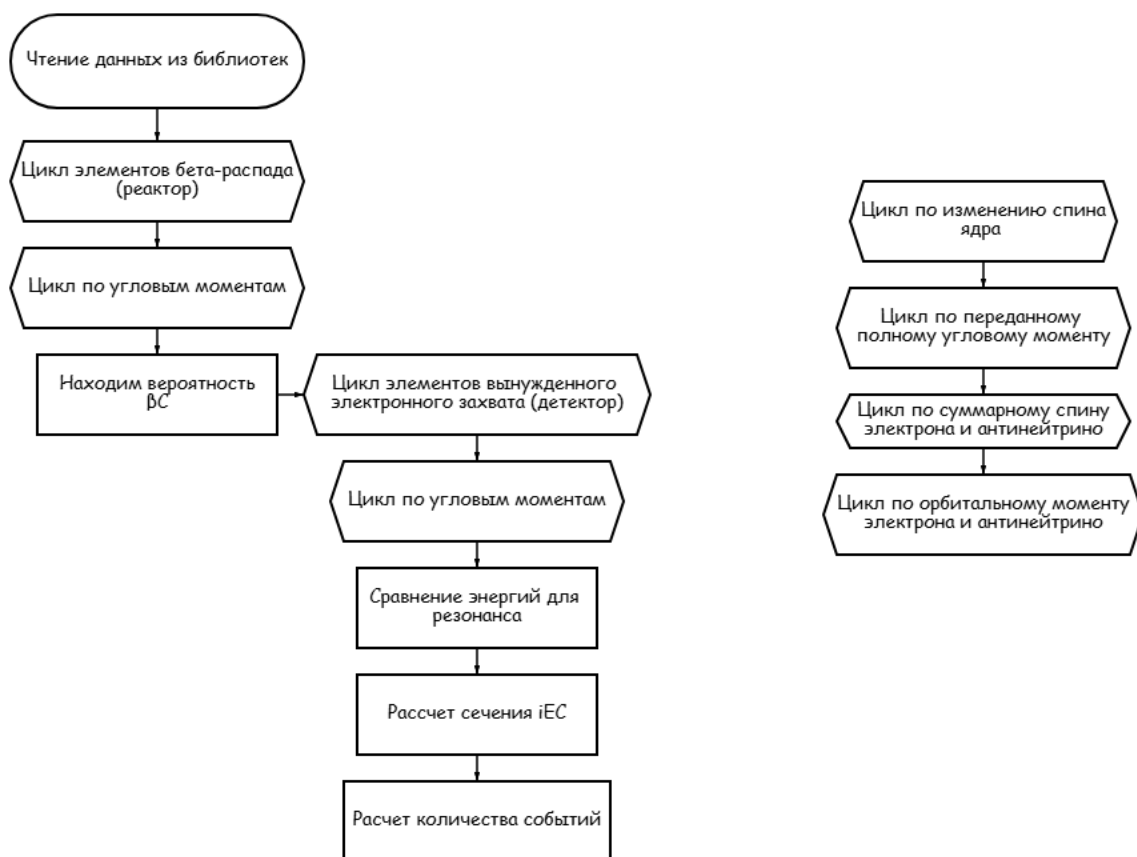 Чтение данных из библиотек
Цикл элементов бета-распада
(реактор)
Цикл по угловым моментам
Находим вероятность
βC
Цикл элементов вынужденного
электронного захвата (детектор)
Цикл по угловым моментам
Сравнение энергий для
резонанса
Рассчет сечения iEC
Расчет количества событий
Цикл по изменению спина
ядра
Цикл по переданному
полному угловому моменту
Цикл по суммарному спину
электрона и антинейтрино
Цикл по орбитальному моменту
электрона и антинейтрино